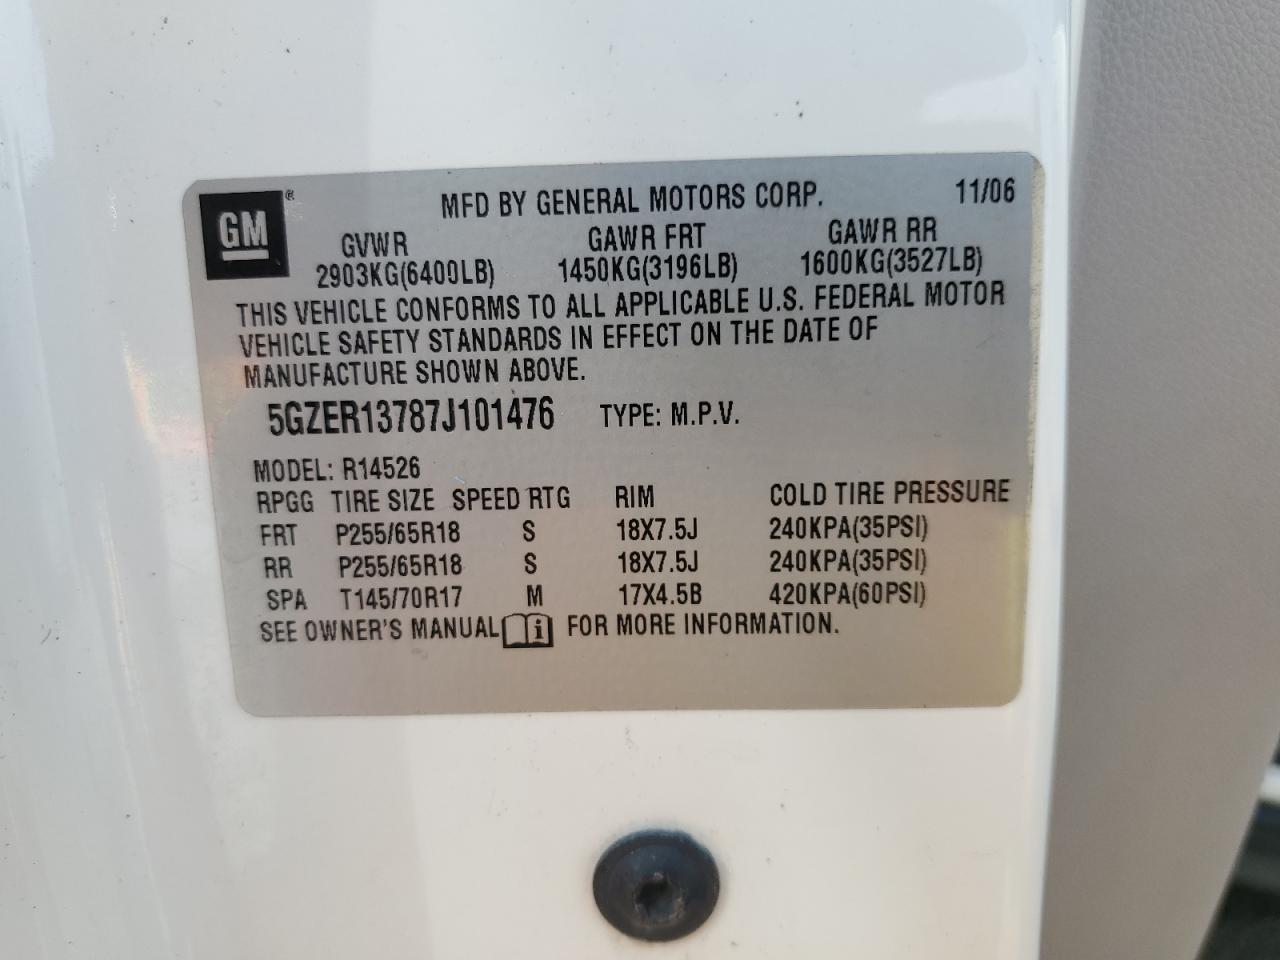 GM
MFD BY GENERAL MOTORS CORP. 11/06
GVWR GAWR FRT GAWR RR
2903KG(6400LB) 1450KG(3196LB) 1600KG(3527LB)
THIS VEHICLE CONFORMS TO ALL APPLICABLE U.S. FEDERAL MOTOR
VEHICLE SAFETY STANDARDS IN EFFECT ON THE DATE OF
MANUFACTURE SHOWN ABOVE.
5GZER13787J101476 TYPE: M.P.V.
MODEL: R14526
RPGG TIRE SIZE SPEED RTG RIM COLD TIRE PRESSURE
FRT P255/65R18 S 18X7.5J 240KPA(35PSI)
RR P255/65R18 S 18X7.5J 240KPA(35PSI)
SPA T145/70R17 M 17X4.5B 420KPA(60PSI)
SEE OWNER'S MANUAL i FOR MORE INFORMATION.